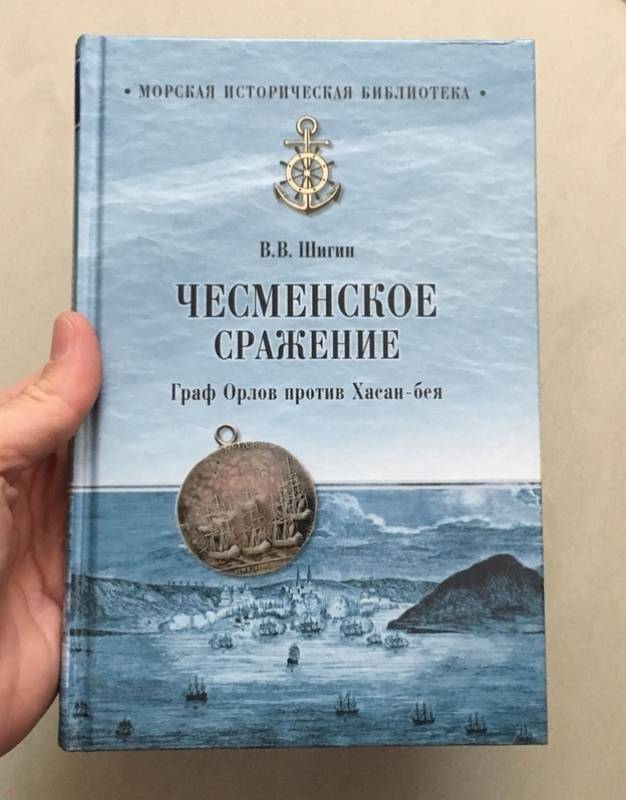 • МОРСКАЯ ИСТОРИЧЕСКАЯ БИБЛИОТЕКА •
В.В. Шигин
ЧЕСМЕНСКОЕ
СРАЖЕНИЕ
Граф Орлов против Хасан-бея